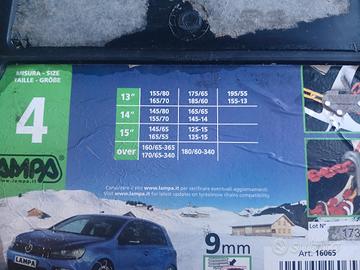 MISURA - SIZE
TAILLE - GRÖßE
4
13" 155/80 175/65 195/55
165/70 185/60 155-13
14" 145/80 165/65
155/70 145-14
15" 145/65 125-15
165/55 135-15
over 160/65-365 180/60-340
170/65-340
LAMPA
Consultare il sito www.lampa.it per verificare eventuali aggiornamenti
Visit www.lampa.it for latest updates on tyres/snow chains compatibility
LAMPA
9mm
Lot N°
Art. 16065